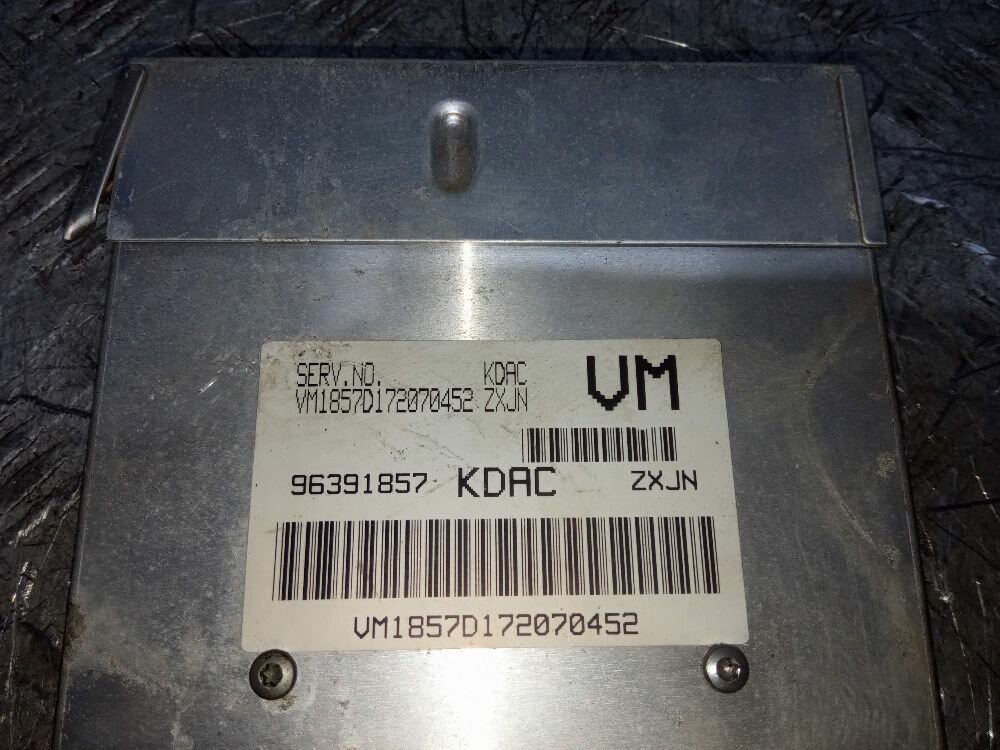 SERV.NO. KDAC VM
VM1857D172070452 ZXJN
96391857 KDAC ZXJN
VM1857D172070452